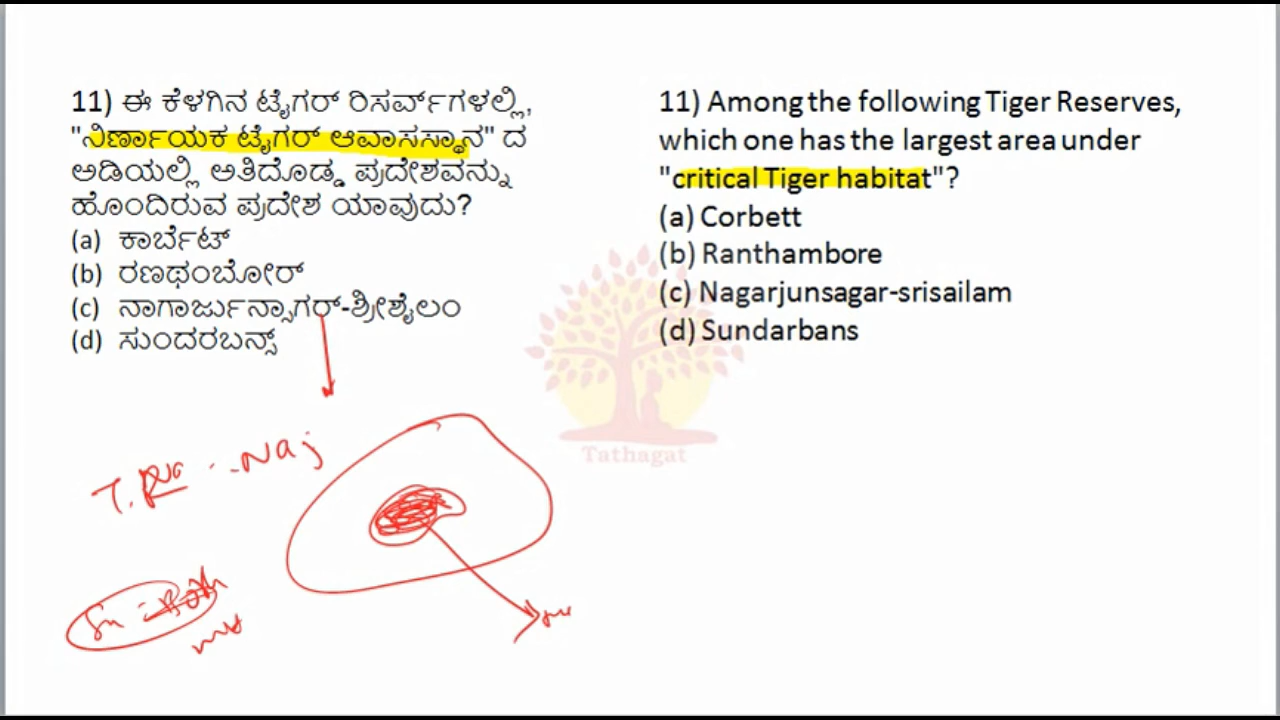 11) ಈ ಕೆಳಗಿನ ಟೈಗರ್ ರಿಸರ್ವ್‌ಗಳಲ್ಲಿ,
"ನಿರ್ಣಾಯಕ ಟೈಗರ್ ಆವಾಸಸ್ಥಾನ" ದ
ಅಡಿಯಲ್ಲಿ ಅತಿದೊಡ್ಡ ಪ್ರದೇಶವನ್ನು
ಹೊಂದಿರುವ ಪ್ರದೇಶ ಯಾವುದು?
(a) ಕಾರ್ಬೆಟ್
(b) ರಣಥಂಬೋರ್
(c) ನಾಗಾರ್ಜುನ್ಸಾಗರ್-ಶ್ರೀಶೈಲಂ
(d) ಸುಂದರಬನ್ಸ್
11) Among the following Tiger Reserves,
which one has the largest area under
"critical Tiger habitat"?
(a) Corbett
(b) Ranthambore
(c) Nagarjunsagar-srisailam
(d) Sundarbans
Tathagat
Naj